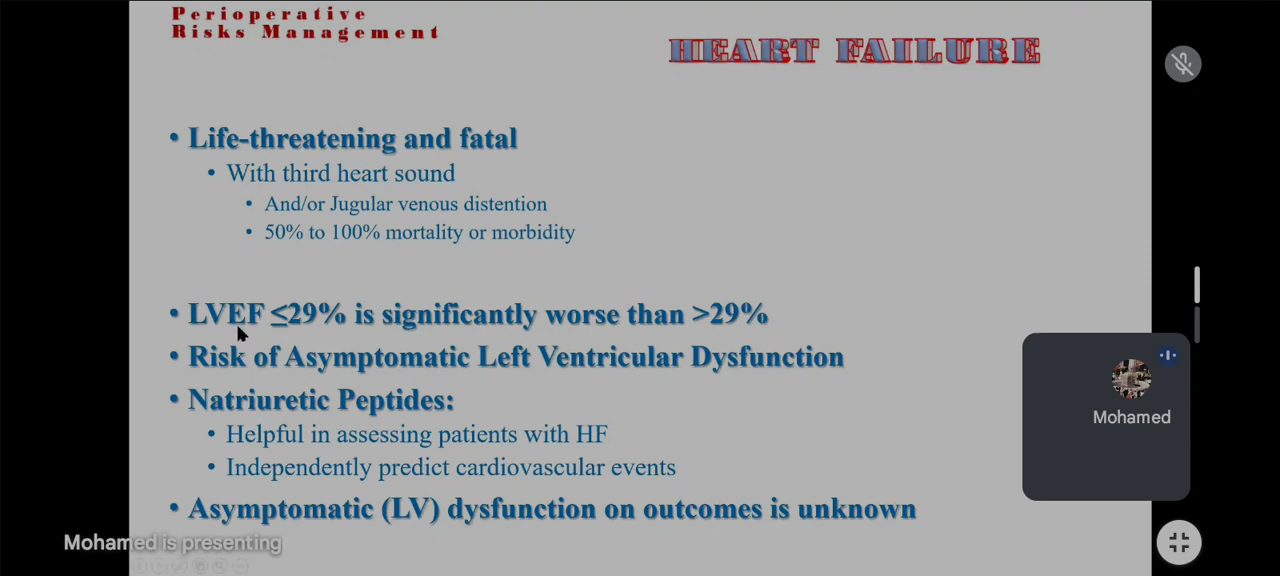 Perioperative
Risks Management
HEART FAILURE
• Life-threatening and fatal
• With third heart sound
• And/or Jugular venous distention
• 50% to 100% mortality or morbidity
• LVEF ≤29% is significantly worse than >29%
• Risk of Asymptomatic Left Ventricular Dysfunction
• Natriuretic Peptides:
• Helpful in assessing patients with HF
• Independently predict cardiovascular events
• Asymptomatic (LV) dysfunction on outcomes is unknown
Mohamed
Mohamed is presenting